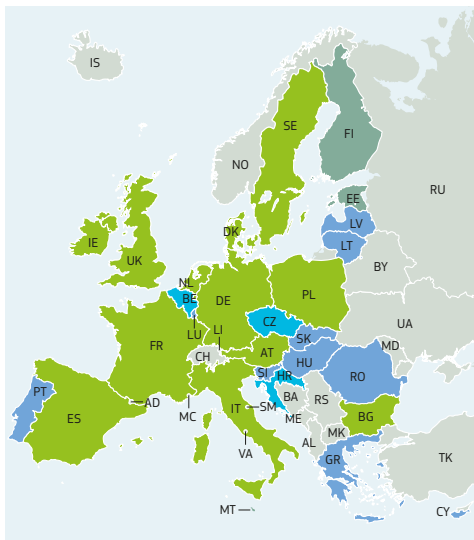 IS
SE
FI
NO
RU
EE
LV
DK
LT
IE
UK
BY
NL
BE
DE
PL
CZ
UA
LU
LI
SK
MD
FR
CH
AT
HU
RO
SI
HR
PT
BA
RS
AD
ES
MC
IT
SM
ME
BG
MK
AL
VA
GR
TK
MT
CY